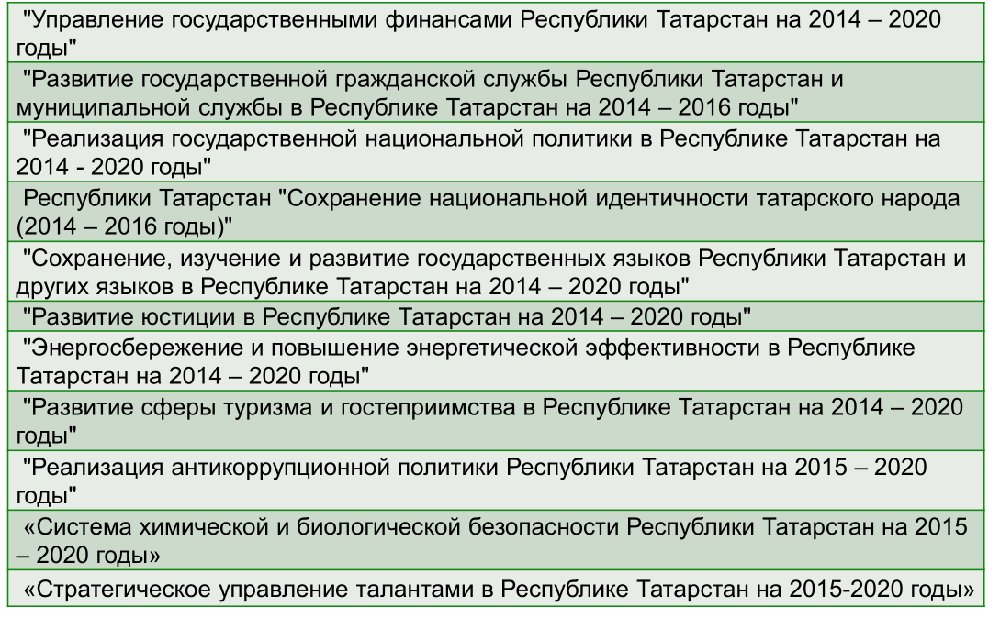 "Управление государственными финансами Республики Татарстан на 2014 – 2020
годы"
"Развитие государственной гражданской службы Республики Татарстан и
муниципальной службы в Республике Татарстан на 2014 – 2016 годы"
"Реализация государственной национальной политики в Республике Татарстан на
2014 - 2020 годы"
Республики Татарстан "Сохранение национальной идентичности татарского народа
(2014 – 2016 годы)"
"Сохранение, изучение и развитие государственных языков Республики Татарстан и
других языков в Республике Татарстан на 2014 – 2020 годы"
"Развитие юстиции в Республике Татарстан на 2014 – 2020 годы"
"Энергосбережение и повышение энергетической эффективности в Республике
Татарстан на 2014 – 2020 годы"
"Развитие сферы туризма и гостеприимства в Республике Татарстан на 2014 – 2020
годы"
"Реализация антикоррупционной политики Республики Татарстан на 2015 – 2020
годы"
«Система химической и биологической безопасности Республики Татарстан на 2015
– 2020 годы»
«Стратегическое управление талантами в Республике Татарстан на 2015-2020 годы»